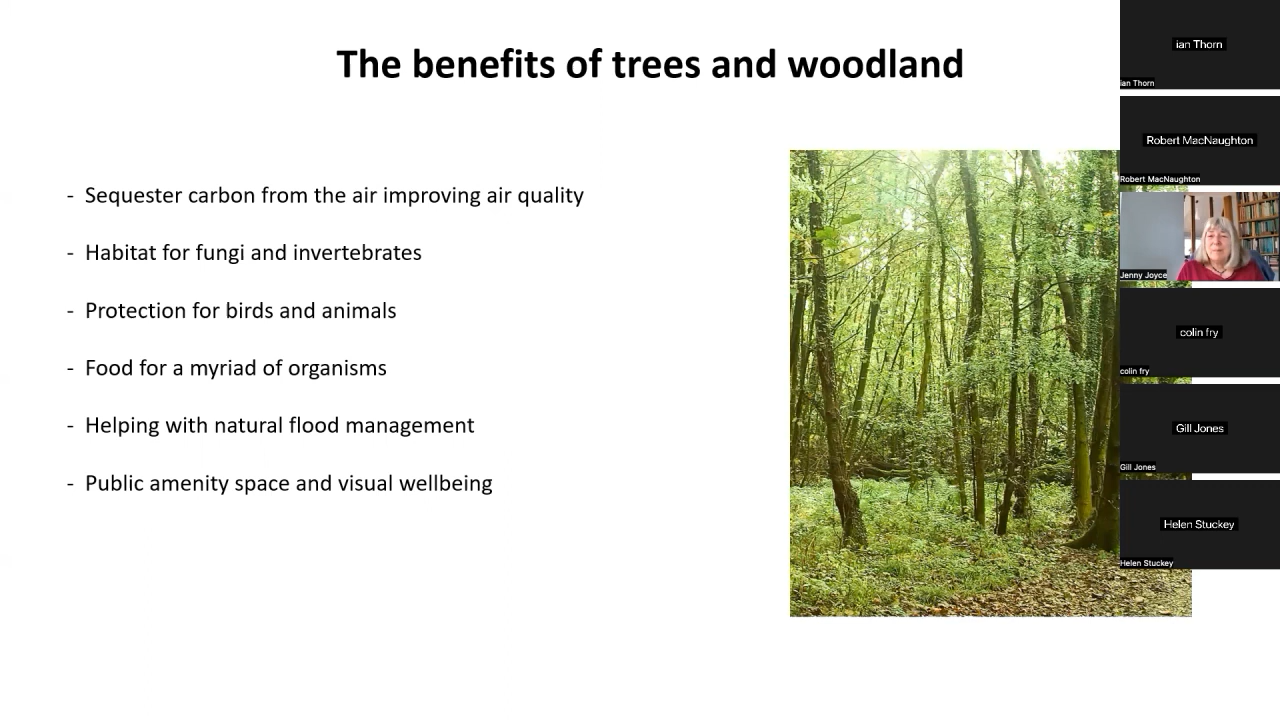 The benefits of trees and woodland
- Sequester carbon from the air improving air quality
- Habitat for fungi and invertebrates
- Protection for birds and animals
- Food for a myriad of organisms
- Helping with natural flood management
- Public amenity space and visual wellbeing
ian Thorn
ian Thorn
Robert MacNaughton
Robert MacNaughton
Jenny Joyce
colin fry
colin fry
Gill Jones
Gill Jones
Helen Stuckey
Helen Stuckey